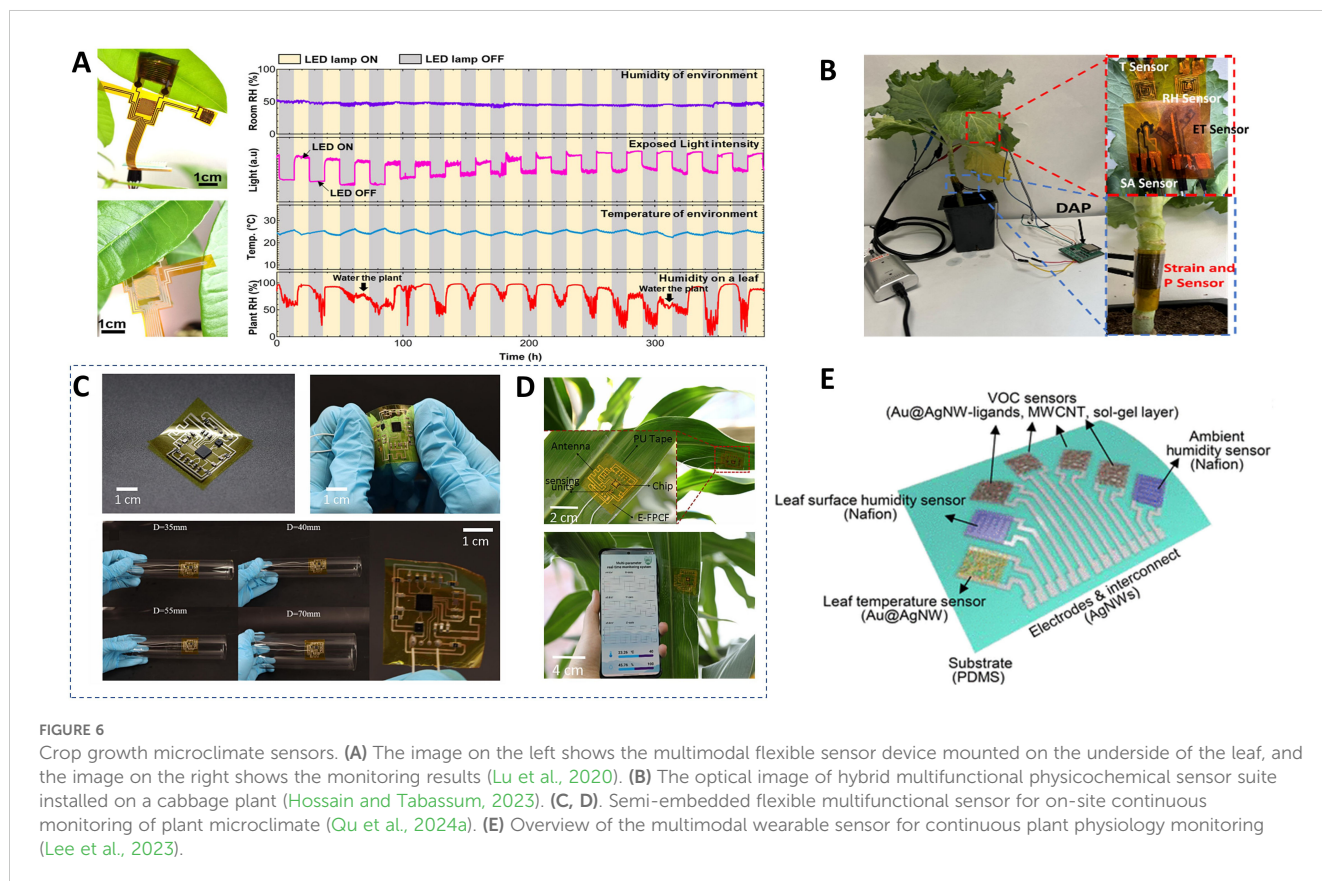 A
LED lamp ON
LED lamp OFF
Humidity of environment
Room RH (%)
100
50
0
Exposed Light intensity
Light (a.u)
LED ON
LED OFF
Temperature of environment
Temp. (°C)
30
20
10
Humidity on a leaf
Plant RH (%)
100
50
0
Water the plant
Water the plant
0
100
200
300
Time (h)
1cm
1cm
B
T Sensor
RH Sensor
ET Sensor
SA Sensor
DAP
Strain and
P Sensor
C
1 cm
1 cm
D=35mm
D=40mm
1 cm
D=55mm
D=70mm
D
Antenna
PU Tape
sensing
units
Chip
E-FPCF
2 cm
4 cm
E
VOC sensors
(Au@AgNW-ligands, MWCNT, sol-gel layer)
Ambient
humidity sensor
(Nafion)
Leaf surface humidity sensor
(Nafion)
Leaf temperature sensor
(Au@AgNW)
Electrodes & interconnect
(AgNWs)
Substrate
(PDMS)
FIGURE 6
Crop growth microclimate sensors. (A) The image on the left shows the multimodal flexible sensor device mounted on the underside of the leaf, and
the image on the right shows the monitoring results (Lu et al., 2020). (B) The optical image of hybrid multifunctional physicochemical sensor suite
installed on a cabbage plant (Hossain and Tabassum, 2023). (C, D). Semi-embedded flexible multifunctional sensor for on-site continuous
monitoring of plant microclimate (Qu et al., 2024a). (E) Overview of the multimodal wearable sensor for continuous plant physiology monitoring
(Lee et al., 2023).